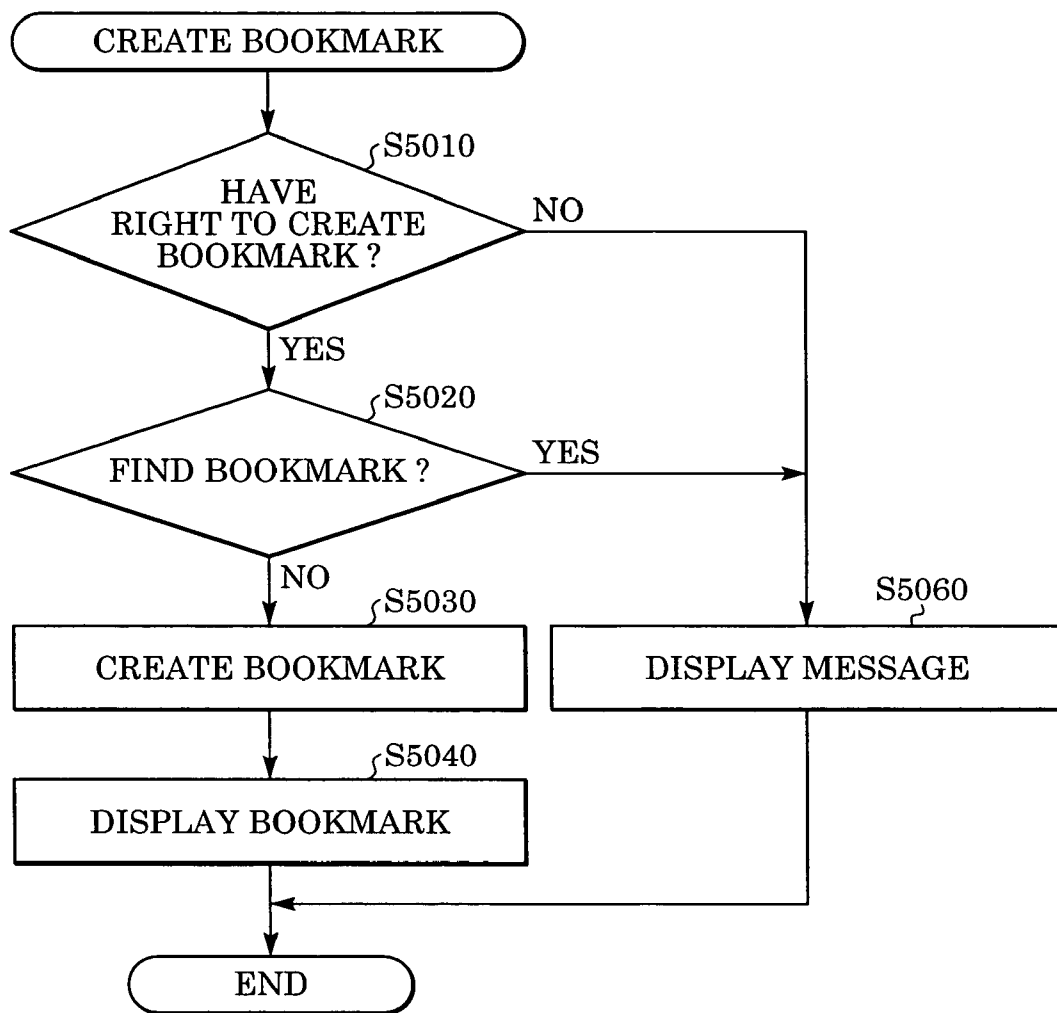 CREATE BOOKMARK
S5010
HAVE
RIGHT TO CREATE
BOOKMARK ?
NO
YES
S5020
FIND BOOKMARK ?
YES
NO
S5030
CREATE BOOKMARK
S5060
DISPLAY MESSAGE
S5040
DISPLAY BOOKMARK
END